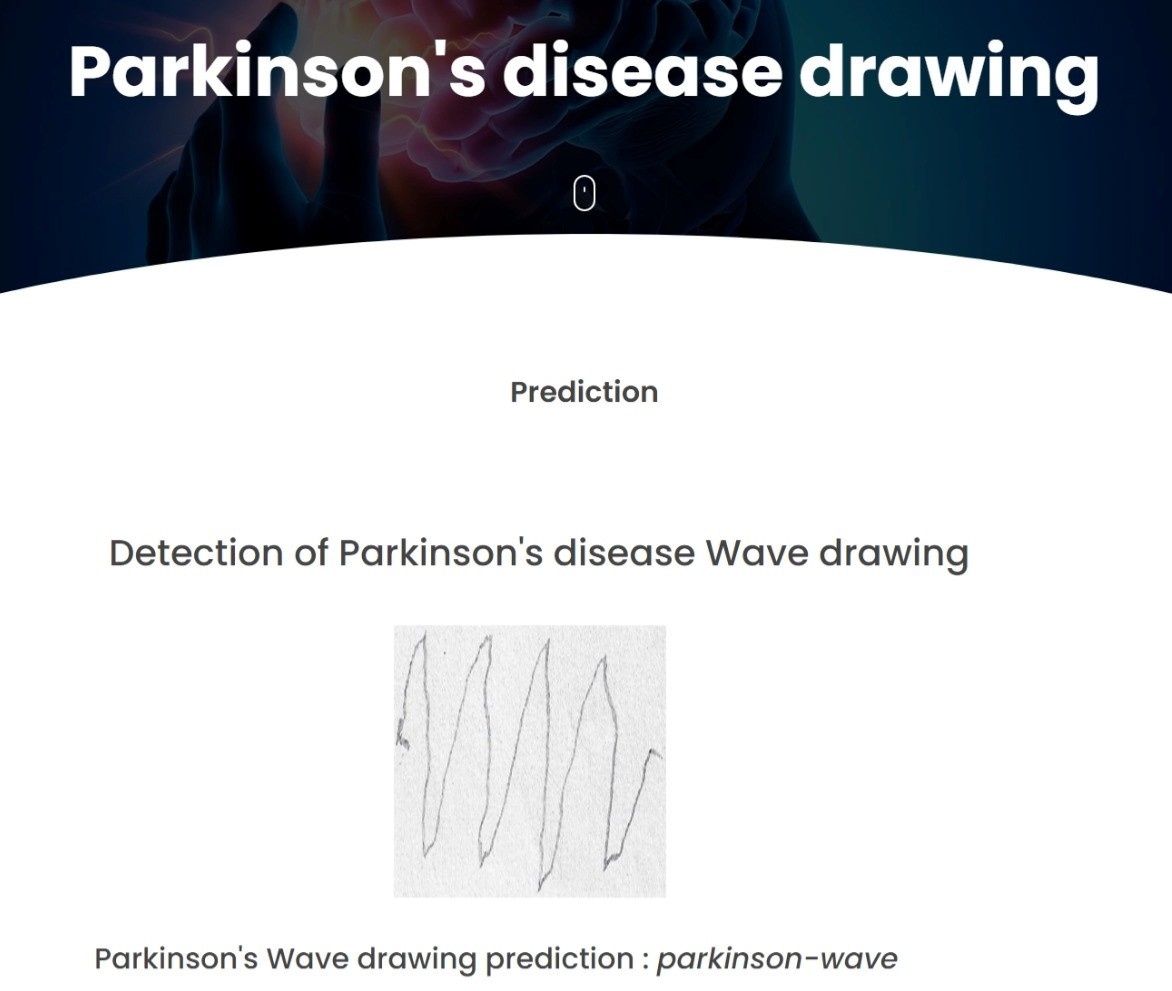 Parkinson's disease drawing
Prediction
Detection of Parkinson's disease Wave drawing
Parkinson's Wave drawing prediction : parkinson-wave